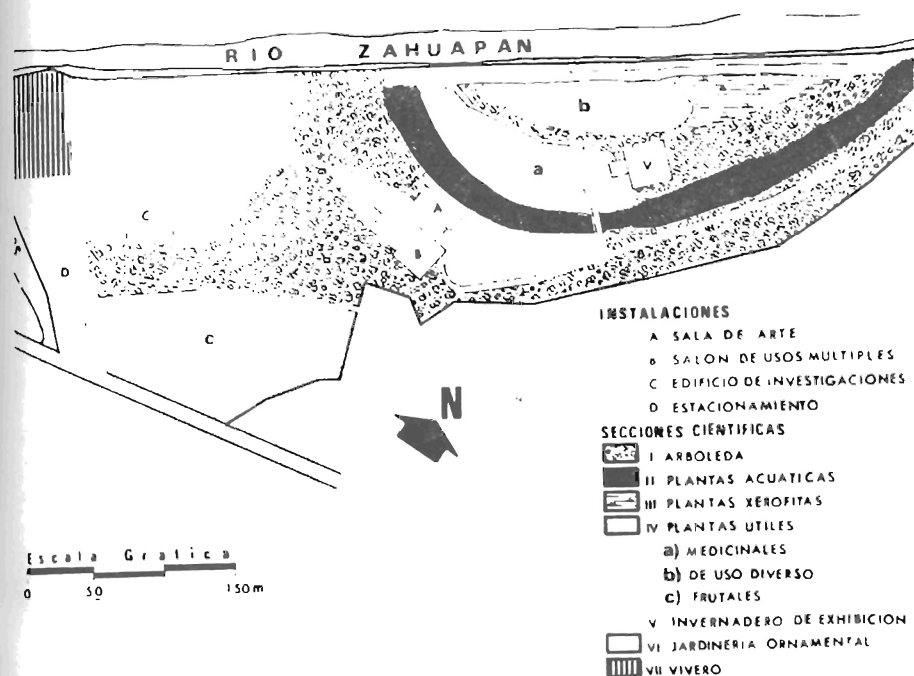 RIO ZAHUAPAN
b
a
V
A
B
C
D
C
N
INSTALACIONES
A SALA DE ARTE
B SALON DE USOS MULTIPLES
C EDIFICIO DE INVESTIGACIONES
D ESTACIONAMIENTO
SECCIONES CIENTIFICAS
I ARBOLEDA
II PLANTAS ACUATICAS
III PLANTAS XEROFITAS
IV PLANTAS UTILES
a) MEDICINALES
b) DE USO DIVERSO
c) FRUTALES
V INVERNADERO DE EXHIBICION
VI JARDINERIA ORNAMENTAL
VII VIVERO
Escala Grafica
0 50 150m